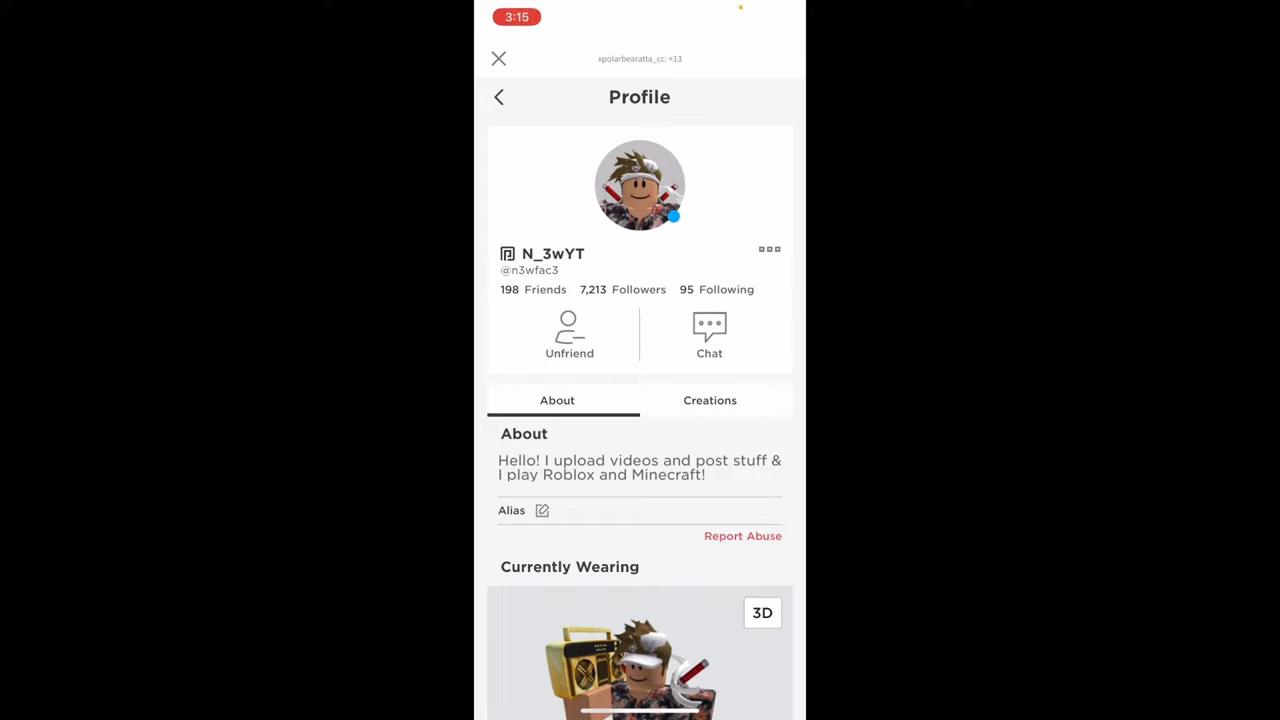 3:15
xpolarbearatta_cc: <13
Profile
N_3wYT
@n3wfac3
198 Friends 7,213 Followers 95 Following
Unfriend
Chat
About
Creations
About
Hello! I upload videos and post stuff &
I play Roblox and Minecraft!
Alias
Report Abuse
Currently Wearing
3D